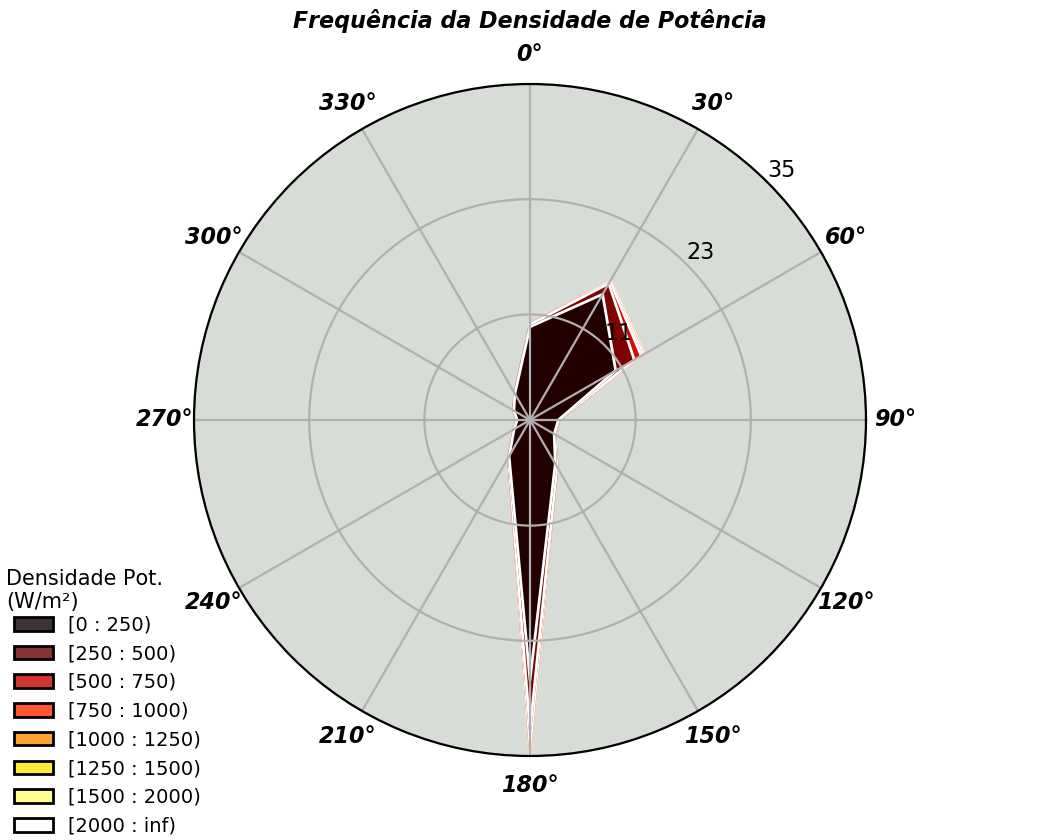 Frequência da Densidade de Potência
0°
330°
30°
35
300°
60°
23
11
270°
90°
240°
120°
210°
150°
180°
Densidade Pot.
(W/m²)
[0 : 250)
[250 : 500)
[500 : 750)
[750 : 1000)
[1000 : 1250)
[1250 : 1500)
[1500 : 2000)
[2000 : inf)